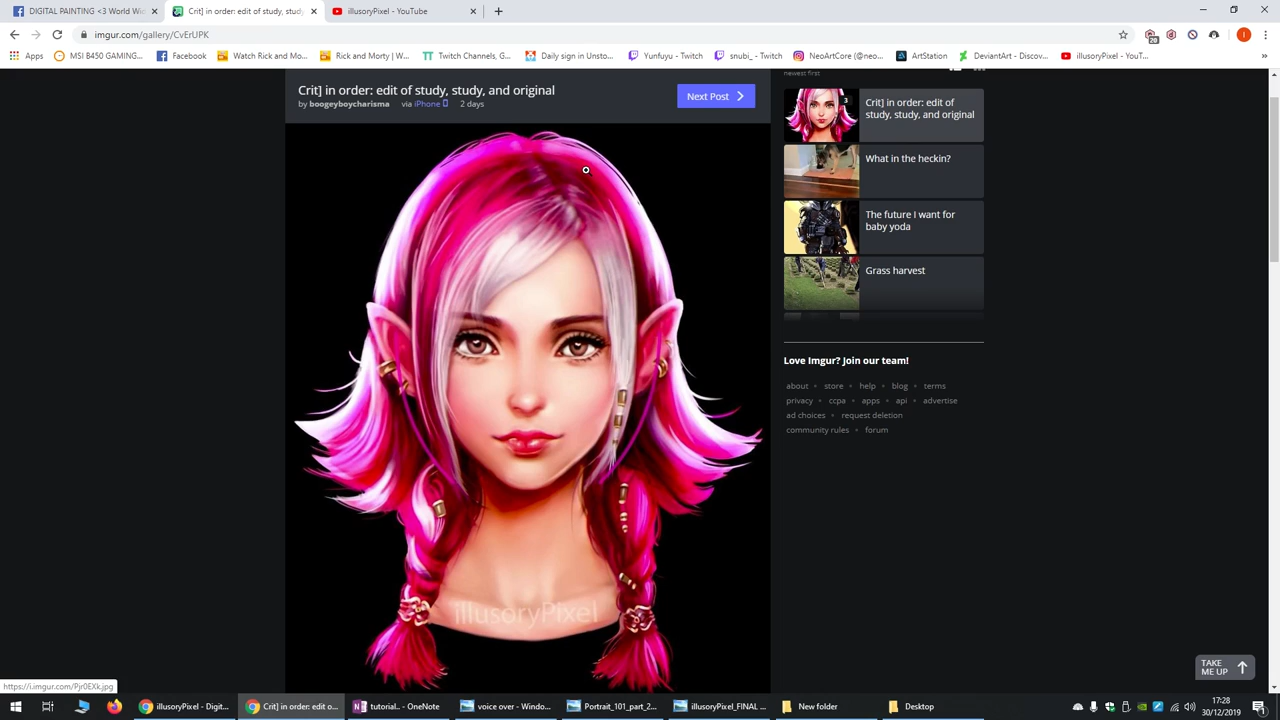 DIGITAL PAINTING <3 World Wi
Crit] in order: edit of study, stud
illusoryPixel - YouTube
imgur.com/gallery/CvErUPK
20
Apps
MSI B450 GAMING...
Facebook
Watch Rick and Mo...
Rick and Morty | W...
Twitch Channels, G...
Daily sign in - Unsto...
Yunfuyu - Twitch
snubi_ - Twitch
NeoArtCore (@neo...
ArtStation
DeviantArt - Discov...
illusoryPixel - YouT...
»
Crit] in order: edit of study, study, and original
by boogeyboycharisma via iPhone 2 days
Next Post
newest first
3
Crit] in order: edit of
study, study, and original
What in the heckin?
The future I want for
baby yoda
Grass harvest
Love Imgur? Join our team!
about • store • help • blog • terms
privacy • ccpa • apps • api • advertise
ad choices • request deletion
community rules • forum
illusoryPixel
TAKE
ME UP
https://i.imgur.com/Pjr0EXk.jpg
illusoryPixel - Digit...
Crit] in order: edit o...
tutorial.. - OneNote
voice over - Windo...
Portrait_101_part_2...
illusoryPixel_FINAL ...
New folder
Desktop
17:28
30/12/2019